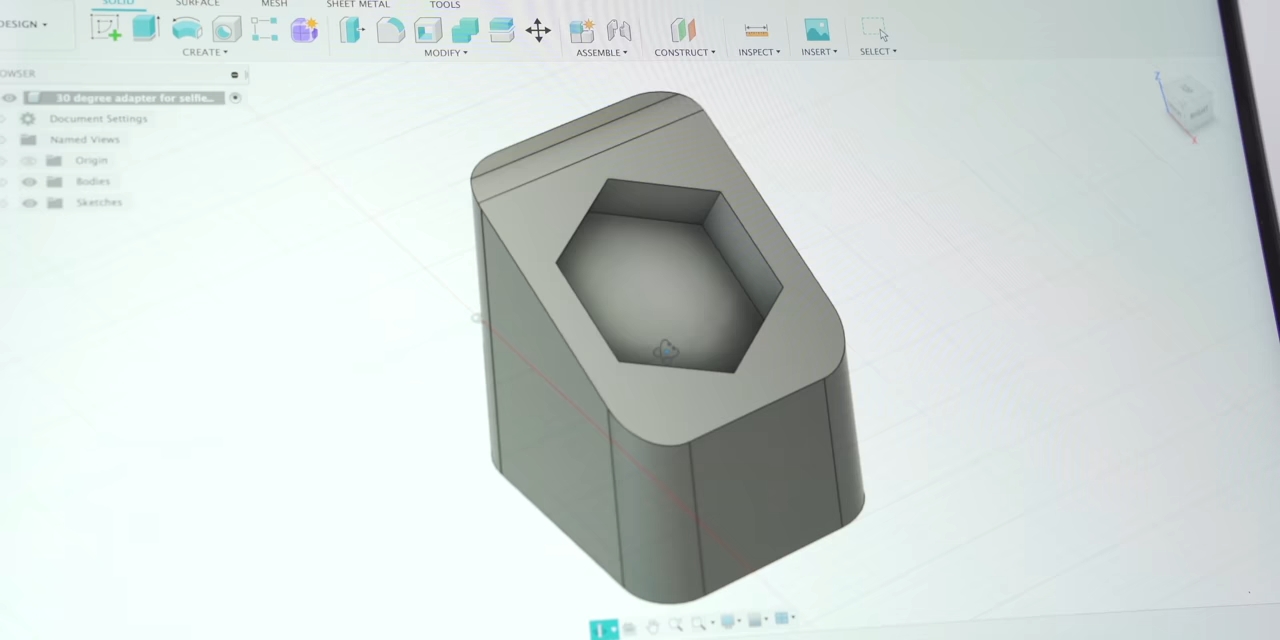 SOLID SURFACE MESH SHEET METAL TOOLS
DESIGN
CREATE MODIFY ASSEMBLE CONSTRUCT INSPECT INSERT SELECT
OWSER
30 degree adapter for selfie...
Document Settings
Named Views
Origin
Bodies
Sketches
Z
X